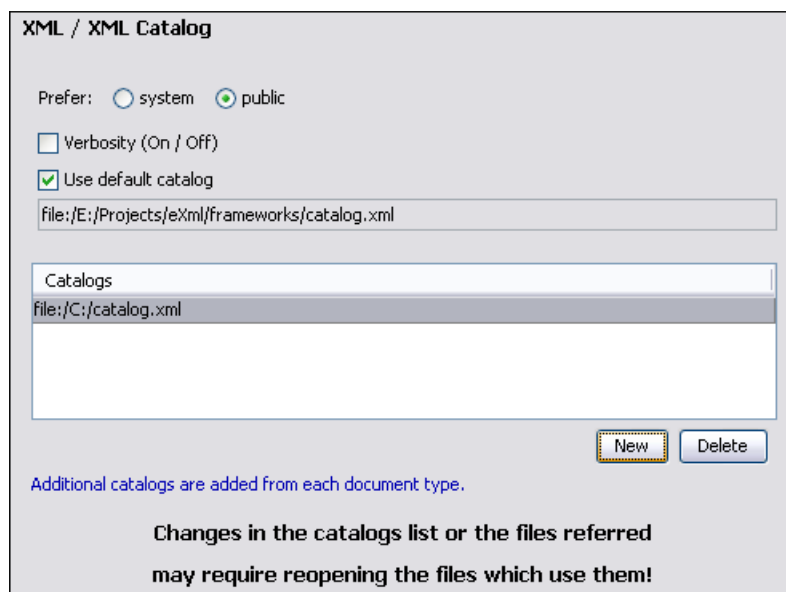 XML / XML Catalog
Prefer: system public
Verbosity (On / Off)
Use default catalog
file:/E:/Projects/eXml/frameworks/catalog.xml
Catalogs
file:/C:/catalog.xml
New Delete
Additional catalogs are added from each document type.
Changes in the catalogs list or the files referred
may require reopening the files which use them!